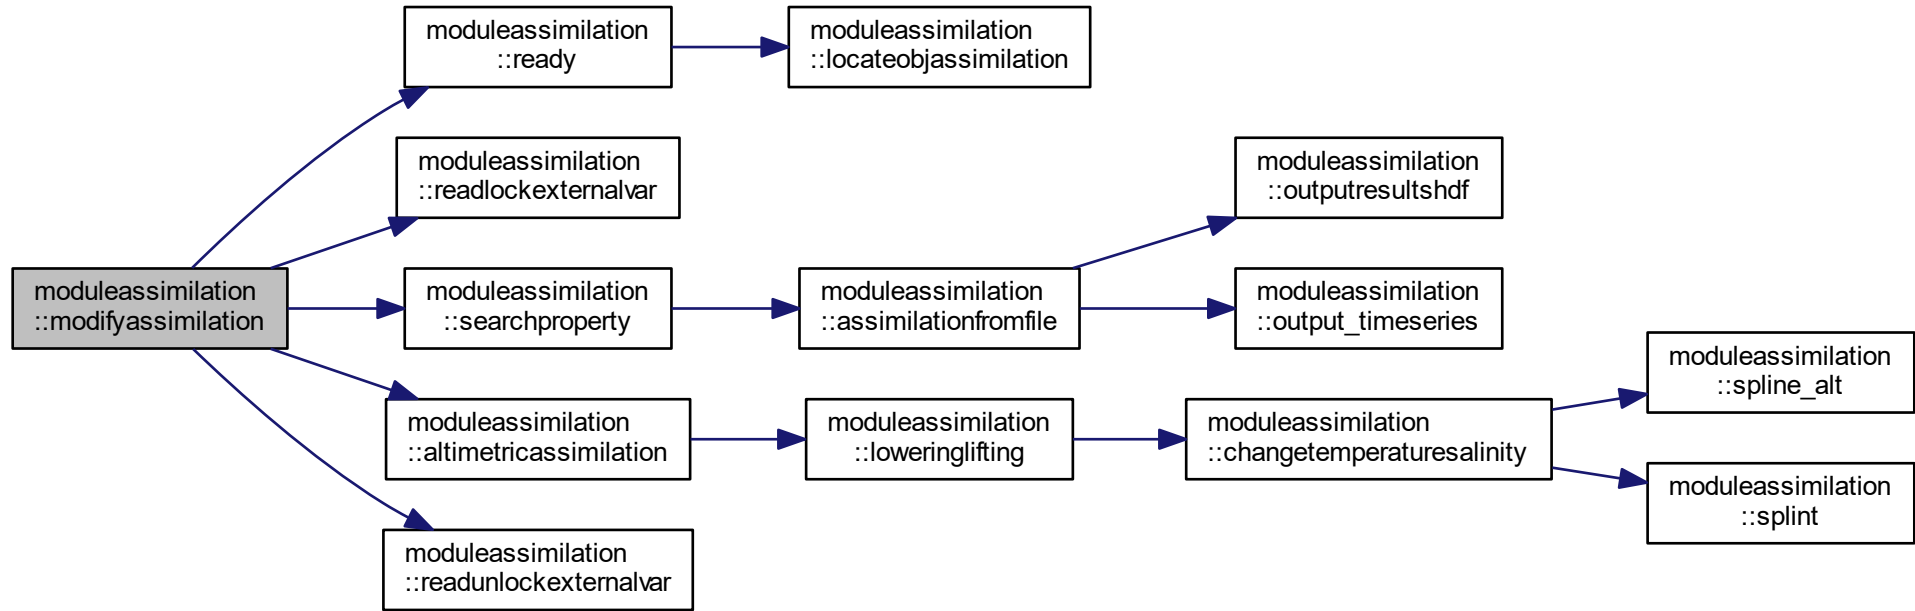 moduleassimilation
::modifyassimilation
moduleassimilation
::ready
moduleassimilation
::locateobjassimilation
moduleassimilation
::readlockexternalvar
moduleassimilation
::searchproperty
moduleassimilation
::assimilationfromfile
moduleassimilation
::outputresultshdf
moduleassimilation
::output_timeseries
moduleassimilation
::altimetricassimilation
moduleassimilation
::loweringlifting
moduleassimilation
::changetemperaturesalinity
moduleassimilation
::spline_alt
moduleassimilation
::splint
moduleassimilation
::readunlockexternalvar